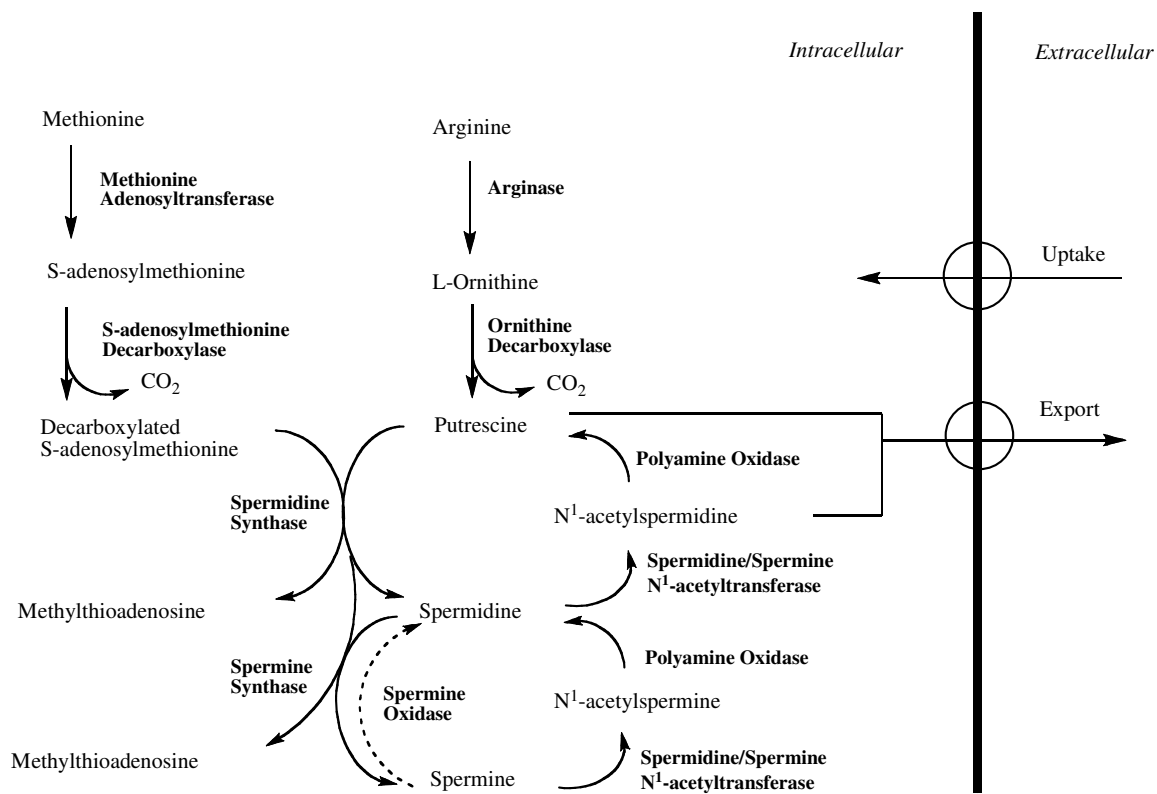 Intracellular
Extracellular
Methionine
Arginine
Methionine
Adenosyltransferase
Arginase
Uptake
S-adenosylmethionine
L-Ornithine
S-adenosylmethionine
Decarboxylase
Ornithine
Decarboxylase
CO2
CO2
Export
Decarboxylated
S-adenosylmethionine
Putrescine
Polyamine Oxidase
Spermidine
Synthase
N1-acetylspermidine
Spermidine/Spermine
N1-acetyltransferase
Methylthioadenosine
Spermidine
Polyamine Oxidase
Spermine
Synthase
Spermine
Oxidase
N1-acetylspermine
Methylthioadenosine
Spermine
Spermidine/Spermine
N1-acetyltransferase